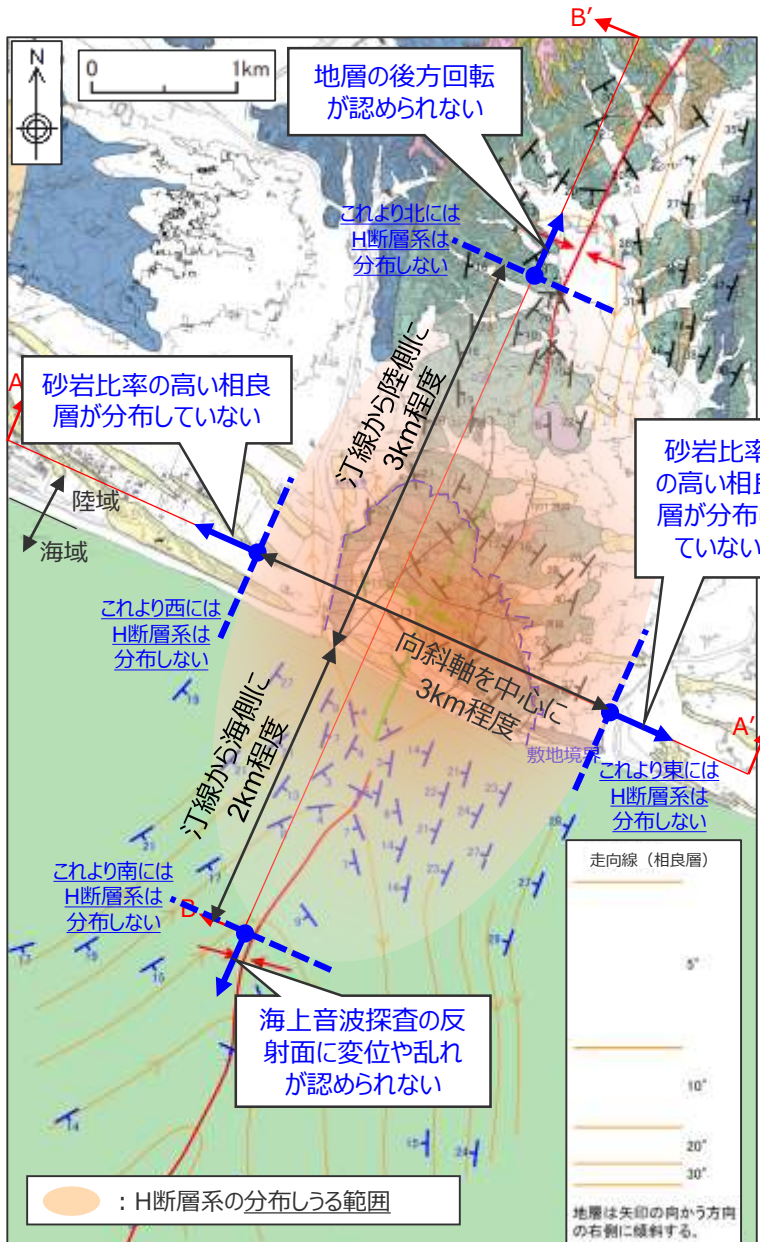 B′
N
0 1km
地層の後方回転
が認められない
これより北には
H断層系は
分布しない
A
砂岩比率の高い相良
層が分布していない
汀線から陸側に
3km程度
砂岩比率
の高い相良
層が分布し
ていない
陸域
海域
これより西には
H断層系は
分布しない
向斜軸を中心に
3km程度
敷地境界
A′
これより東には
H断層系は
分布しない
汀線から海側に
2km程度
これより南には
H断層系は
分布しない
B
海上音波探査の反
射面に変位や乱れ
が認められない
走向線（相良層）
5°
10°
20°
30°
地層は矢印の向かう方向
の右側に傾斜する。
：H断層系の分布しうる範囲